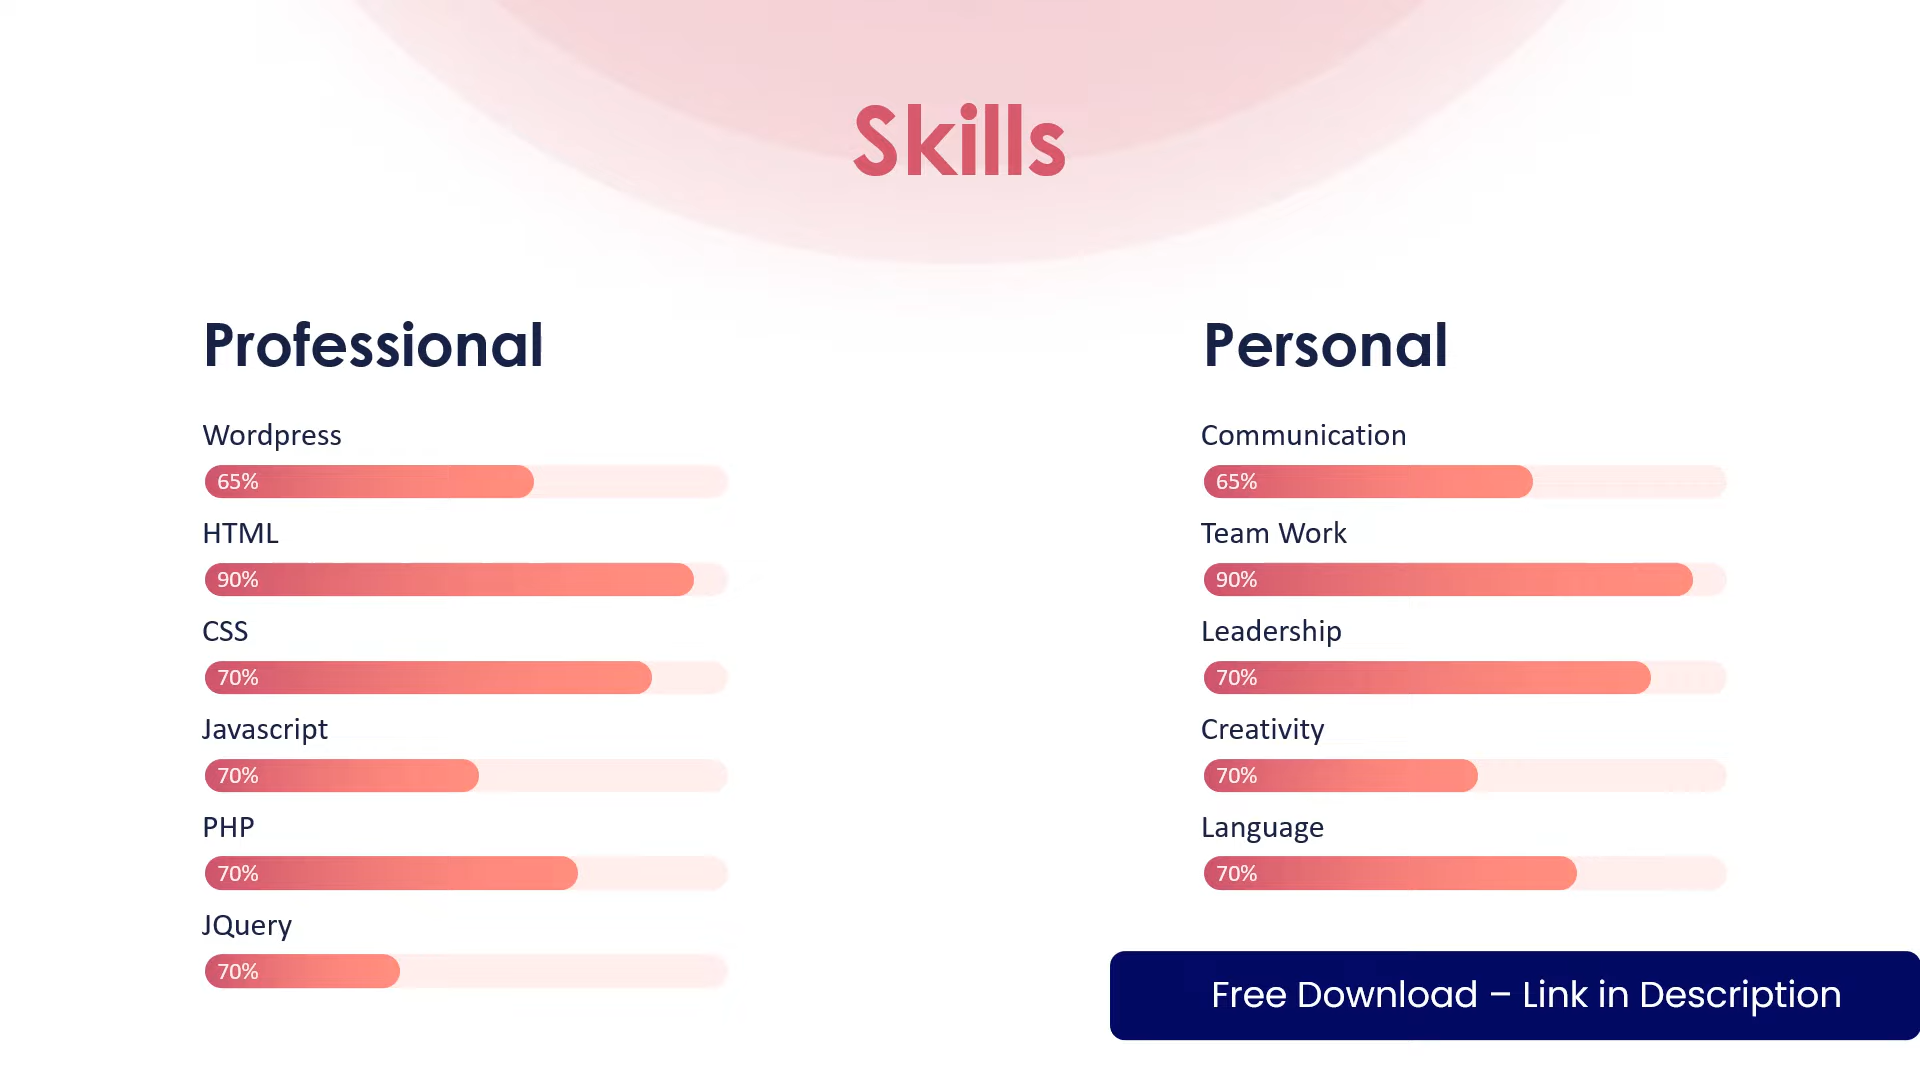 Skills
Professional
Wordpress
65%
HTML
90%
CSS
70%
Javascript
70%
PHP
70%
JQuery
70%
Personal
Communication
65%
Team Work
90%
Leadership
70%
Creativity
70%
Language
70%
Free Download – Link in Description